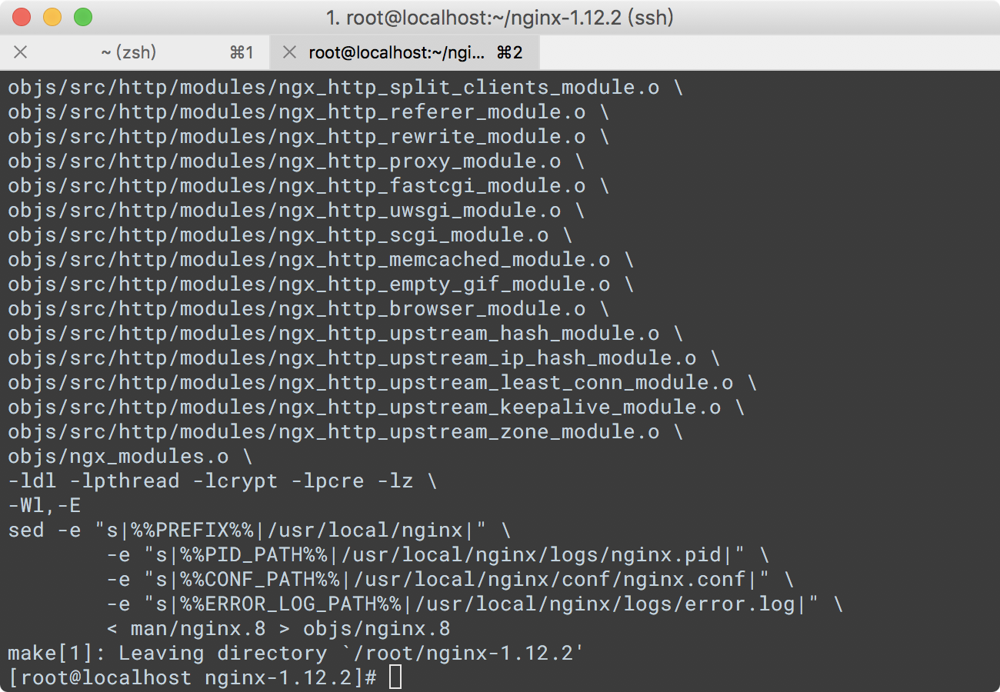 1. root@localhost:~/nginx-1.12.2 (ssh)
~ (zsh) ⌘1 root@localhost:~/ngi... ⌘2
objs/src/http/modules/ngx_http_split_clients_module.o \
objs/src/http/modules/ngx_http_referer_module.o \
objs/src/http/modules/ngx_http_rewrite_module.o \
objs/src/http/modules/ngx_http_proxy_module.o \
objs/src/http/modules/ngx_http_fastcgi_module.o \
objs/src/http/modules/ngx_http_uwsgi_module.o \
objs/src/http/modules/ngx_http_scgi_module.o \
objs/src/http/modules/ngx_http_memcached_module.o \
objs/src/http/modules/ngx_http_empty_gif_module.o \
objs/src/http/modules/ngx_http_browser_module.o \
objs/src/http/modules/ngx_http_upstream_hash_module.o \
objs/src/http/modules/ngx_http_upstream_ip_hash_module.o \
objs/src/http/modules/ngx_http_upstream_least_conn_module.o \
objs/src/http/modules/ngx_http_upstream_keepalive_module.o \
objs/src/http/modules/ngx_http_upstream_zone_module.o \
objs/ngx_modules.o \
-ldl -lpthread -lcrypt -lpcre -lz \
-Wl,-E
sed -e "s|%%PREFIX%%|/usr/local/nginx|" \
        -e "s|%%PID_PATH%%|/usr/local/nginx/logs/nginx.pid|" \
        -e "s|%%CONF_PATH%%|/usr/local/nginx/conf/nginx.conf|" \
        -e "s|%%ERROR_LOG_PATH%%|/usr/local/nginx/logs/error.log|" \
        < man/nginx.8 > objs/nginx.8
make[1]: Leaving directory `/root/nginx-1.12.2'
[root@localhost nginx-1.12.2]#